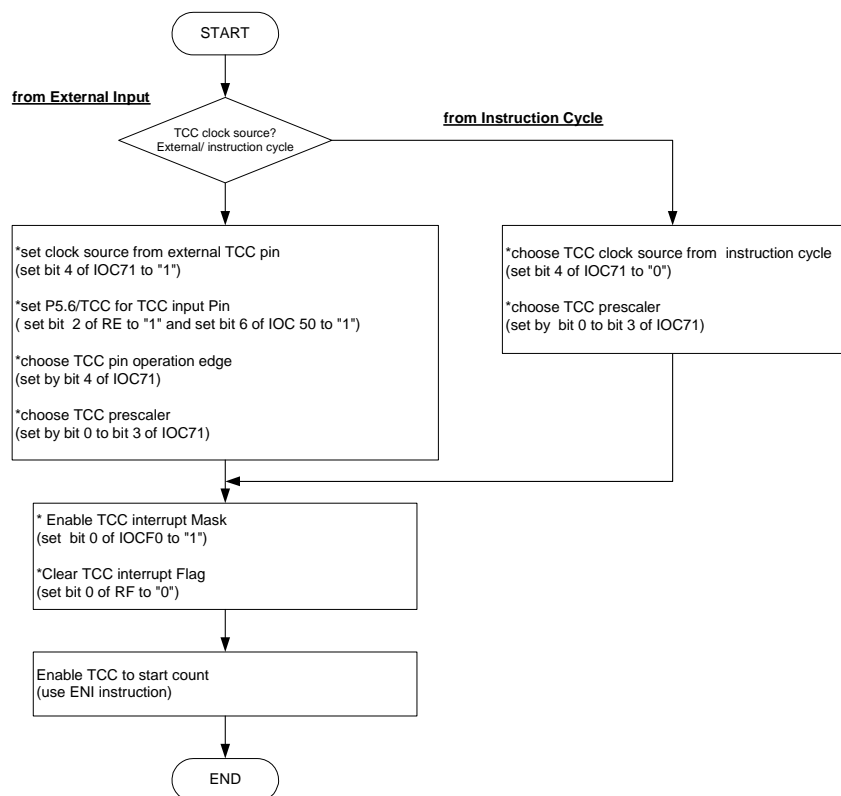 START
from External Input
from Instruction Cycle
TCC clock source?
External/ instruction cycle
*set clock source from external TCC pin
(set bit 4 of IOC71 to "1")
*set P5.6/TCC for TCC input Pin
( set bit  2 of RE to "1" and set bit 6 of IOC 50 to "1")
*choose TCC pin operation edge
(set by bit 4 of IOC71)
*choose TCC prescaler
(set by bit 0 to bit 3 of IOC71)
*choose TCC clock source from  instruction cycle
(set bit 4 of IOC71 to "0")
*choose TCC prescaler
(set by  bit 0 to bit 3 of IOC71)
* Enable TCC interrupt Mask
(set  bit 0 of IOCF0 to "1")
*Clear TCC interrupt Flag
(set bit 0 of RF to "0")
Enable TCC to start count
(use ENI instruction)
END